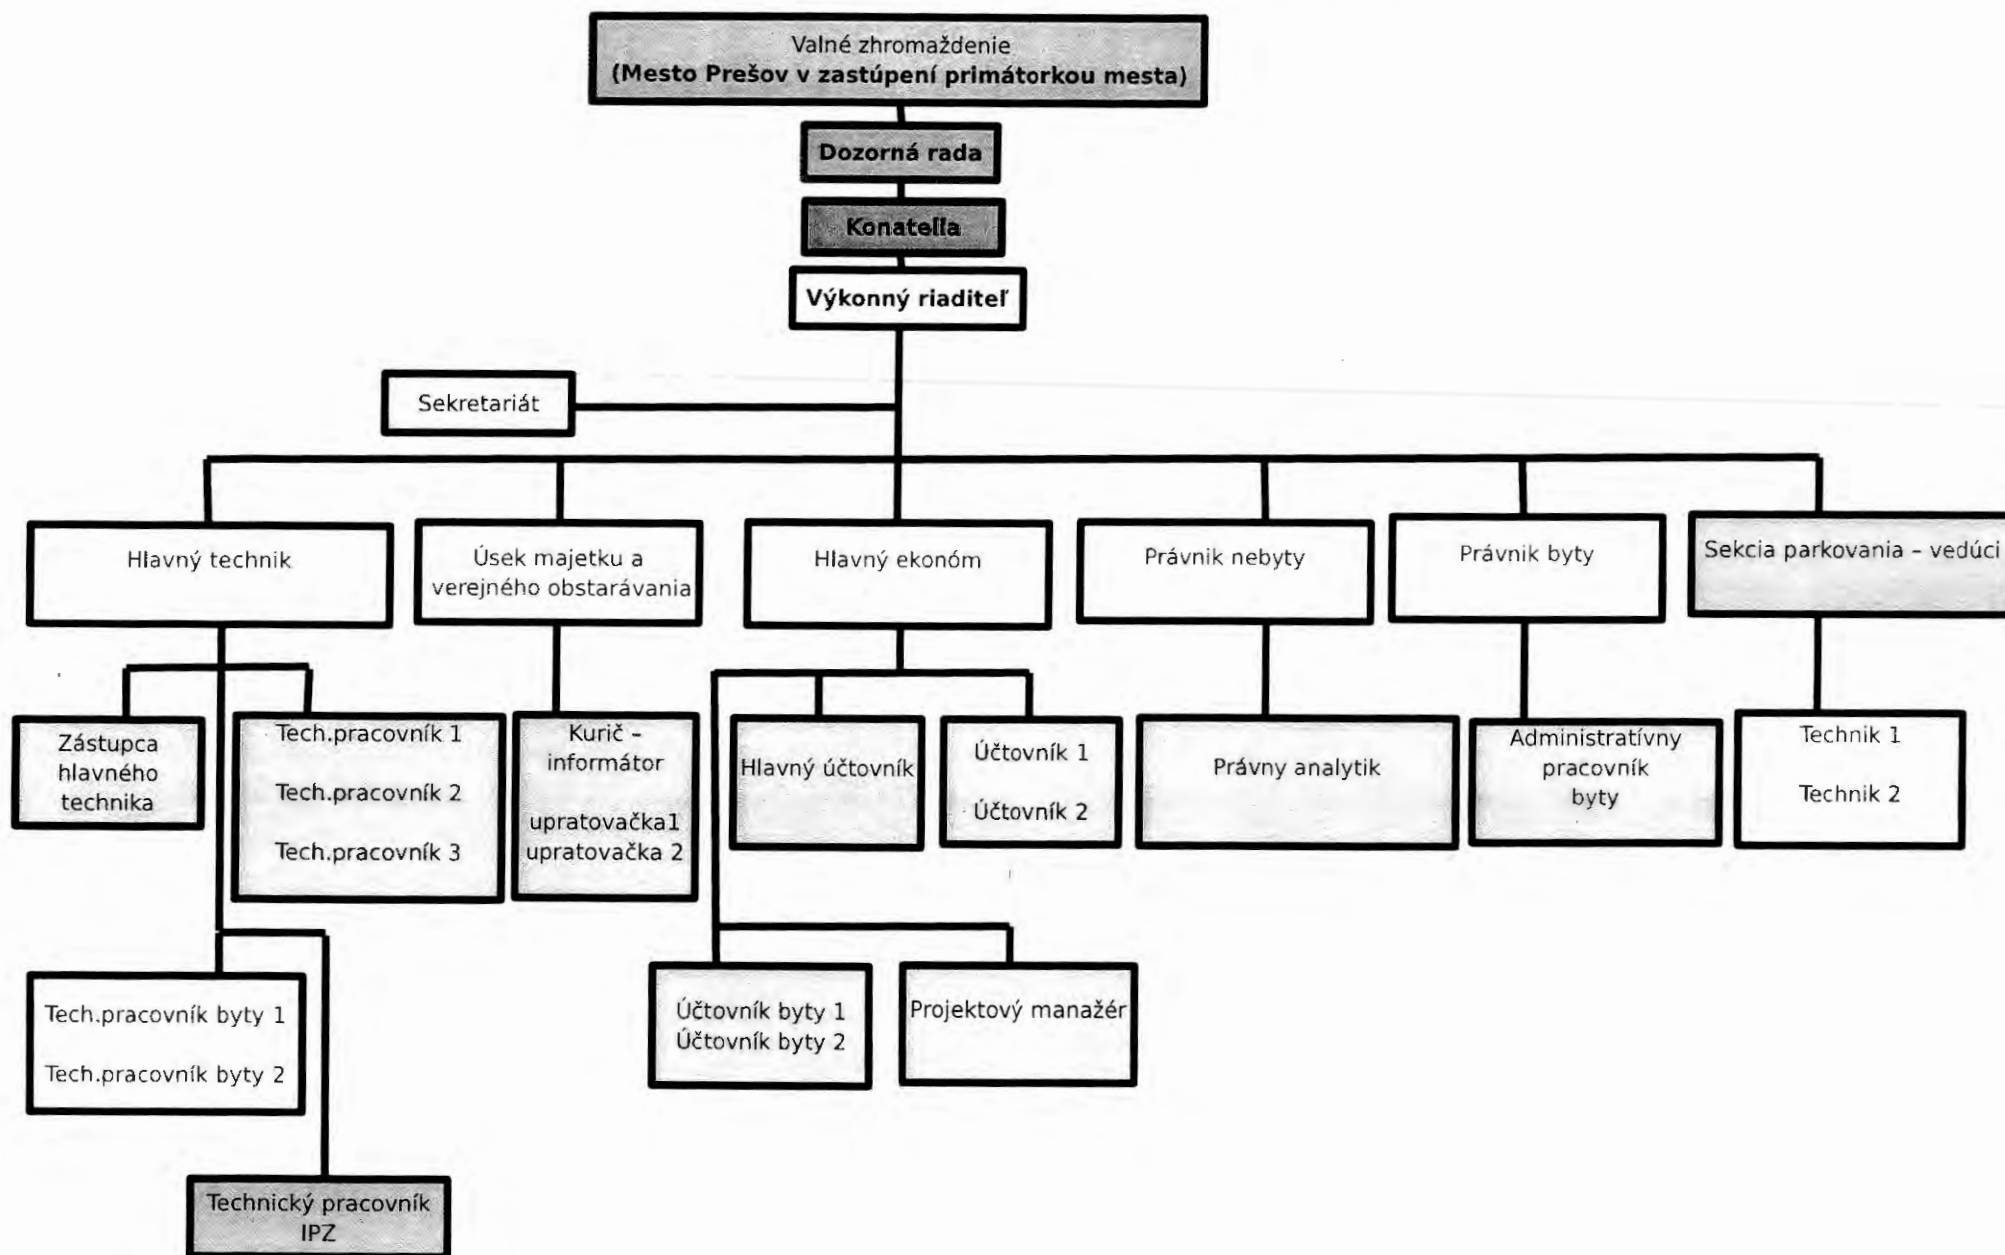 Valné zhromaždenie
(Mesto Prešov v zastúpení primátorkou mesta)
Dozorná rada
Konatelia
Výkonný riaditeľ
Sekretariát
Hlavný technik
Úsek majetku a
verejného obstarávania
Hlavný ekonóm
Právnik nebyty
Právnik byty
Sekcia parkovania – vedúci
Zástupca
hlavného
technika
Tech.pracovník 1
Tech.pracovník 2
Tech.pracovník 3
Kurič –
informátor
upratovačka1
upratovačka 2
Hlavný účtovník
Účtovník 1
Účtovník 2
Právny analytik
Administratívny
pracovník
byty
Technik 1
Technik 2
Tech.pracovník byty 1
Tech.pracovník byty 2
Účtovník byty 1
Účtovník byty 2
Projektový manažér
Technický pracovník
IPZ